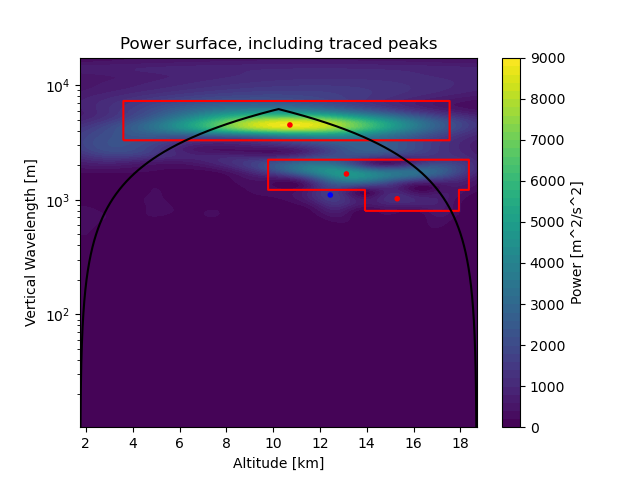 Power surface, including traced peaks
10^4
10^3
10^2
Vertical Wavelength [m]
2 4 6 8 10 12 14 16 18
Altitude [km]
9000
8000
7000
6000
5000
4000
3000
2000
1000
0
Power [m^2/s^2]